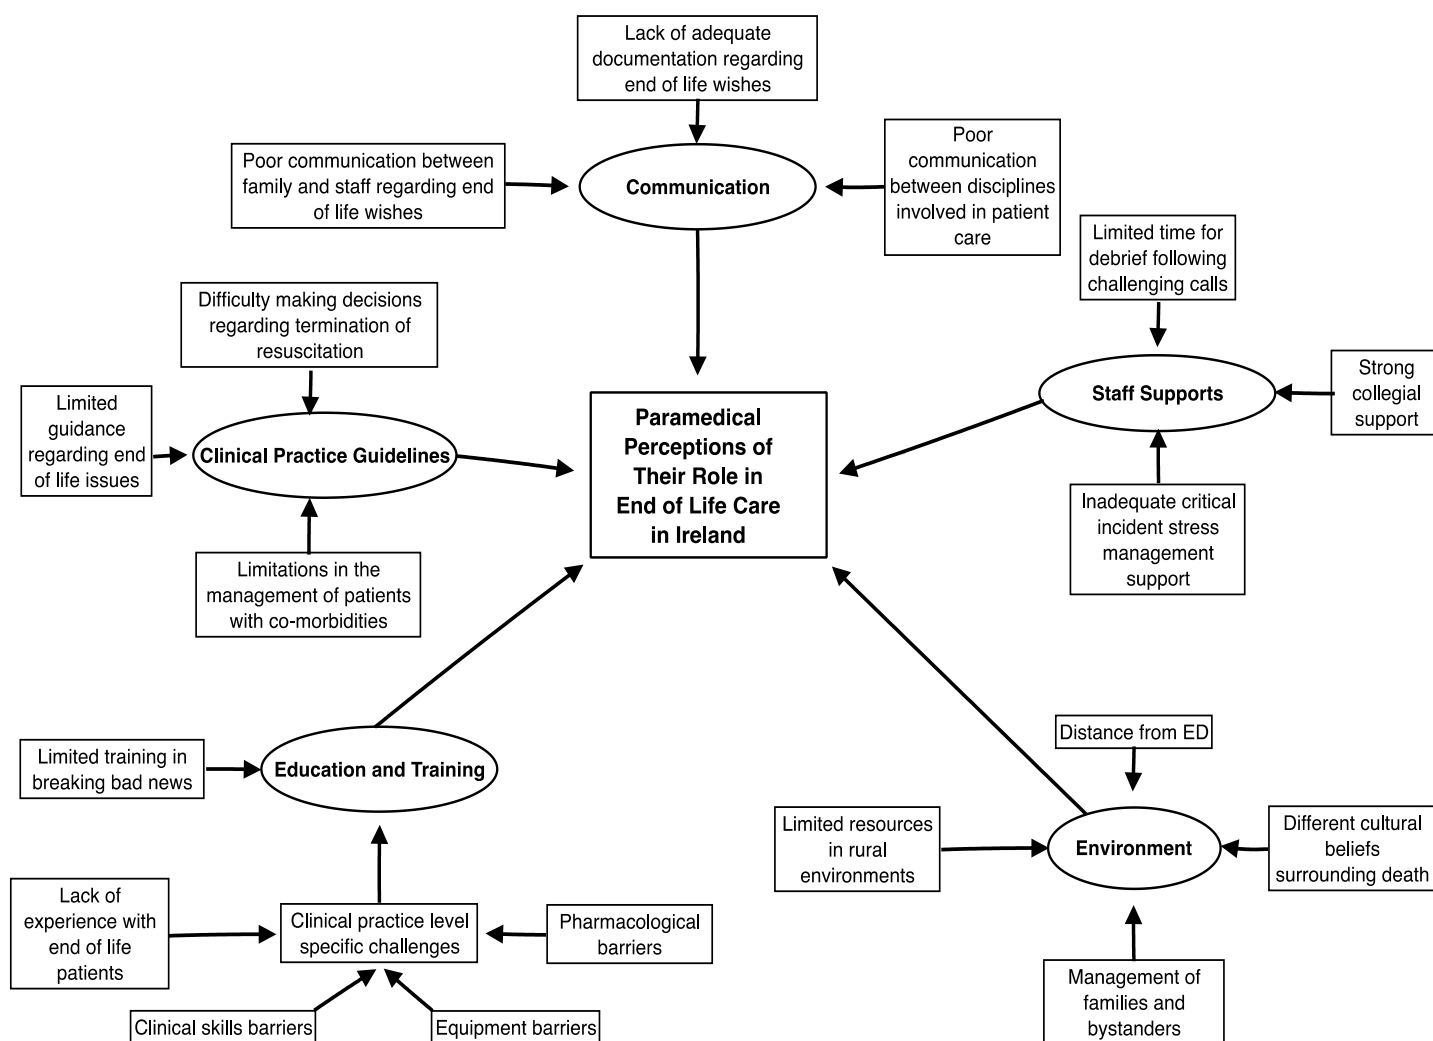 Lack of adequate
documentation regarding
end of life wishes
Poor communication between
family and staff regarding end
of life wishes
Communication
Poor
communication
between disciplines
involved in patient
care
Limited time for
debrief following
challenging calls
Difficulty making decisions
regarding termination of
resuscitation
Limited
guidance
regarding end
of life issues
Clinical Practice Guidelines
Limitations in the
management of patients
with co-morbidities
Paramedical
Perceptions of
Their Role in
End of Life Care
in Ireland
Staff Supports
Strong
collegial
support
Inadequate critical
incident stress
management
support
Limited training in
breaking bad news
Education and Training
Lack of
experience with
end of life
patients
Clinical practice level
specific challenges
Pharmacological
barriers
Clinical skills barriers
Equipment barriers
Distance from ED
Limited resources
in rural
environments
Environment
Different cultural
beliefs
surrounding death
Management of
families and
bystanders